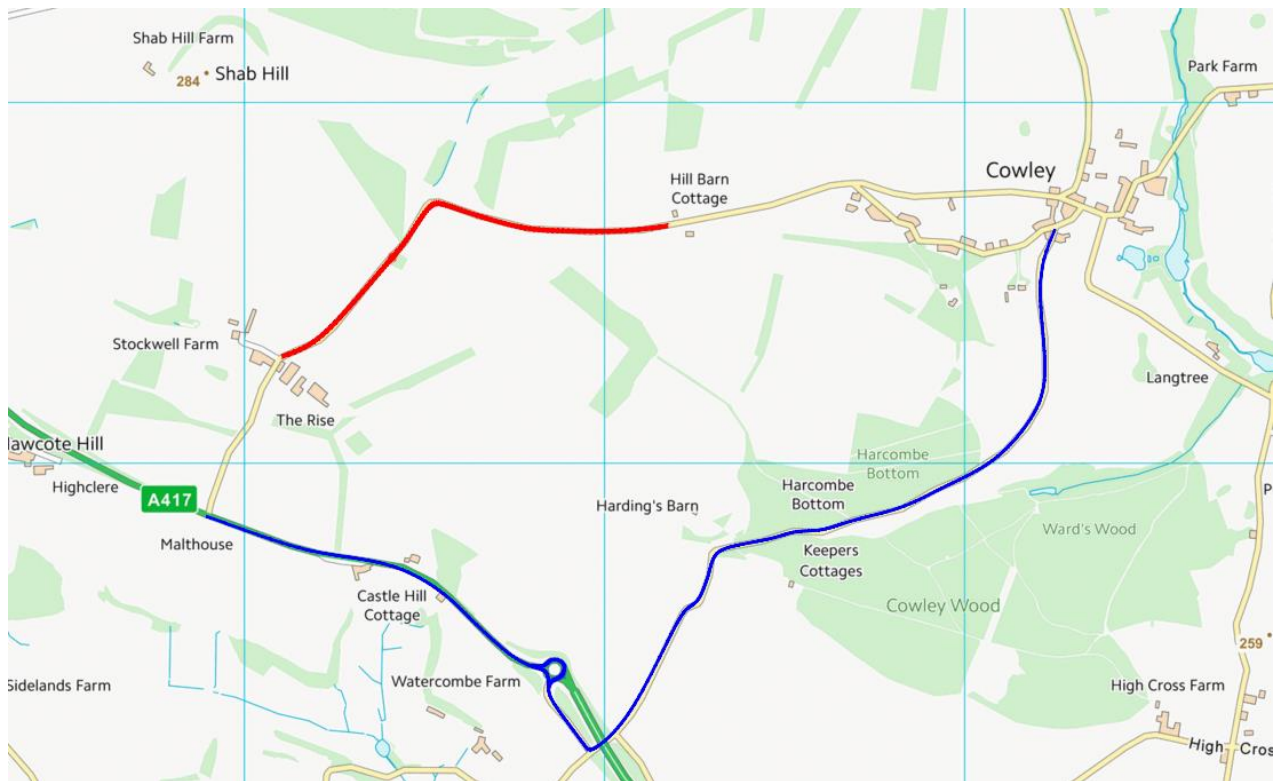 Shab Hill Farm
284
Shab Hill
Park Farm
Hill Barn
Cottage
Cowley
Stockwell Farm
The Rise
Langtree
lawcote Hill
Highclere
A417
Malthouse
Harcombe
Bottom
Harcombe
Bottom
Harding's Barn
P
Ward's Wood
Keepers
Cottages
Castle Hill
Cottage
Cowley Wood
259
Sidelands Farm
Watercombe Farm
High Cross Farm
High Cros